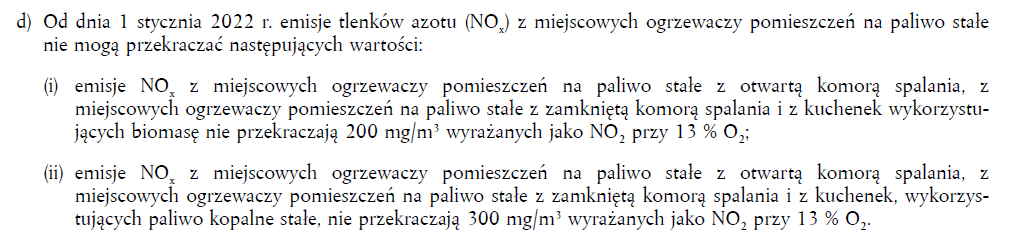 d) Od dnia 1 stycznia 2022 r. emisje tlenków azotu (NOₓ) z miejscowych ogrzewaczy pomieszczeń na paliwo stałe
nie mogą przekraczać następujących wartości:
(i) emisje NOₓ z miejscowych ogrzewaczy pomieszczeń na paliwo stałe z otwartą komorą spalania, z
miejscowych ogrzewaczy pomieszczeń na paliwo stałe z zamkniętą komorą spalania i z kuchenek wykorzystu-
jących biomasę nie przekraczają 200 mg/m³ wyrażanych jako NO₂ przy 13 % O₂;
(ii) emisje NOₓ z miejscowych ogrzewaczy pomieszczeń na paliwo stałe z otwartą komorą spalania, z
miejscowych ogrzewaczy pomieszczeń na paliwo stałe z zamkniętą komorą spalania i z kuchenek, wykorzys-
tujących paliwo kopalne stałe, nie przekraczają 300 mg/m³ wyrażanych jako NO₂ przy 13 % O₂.